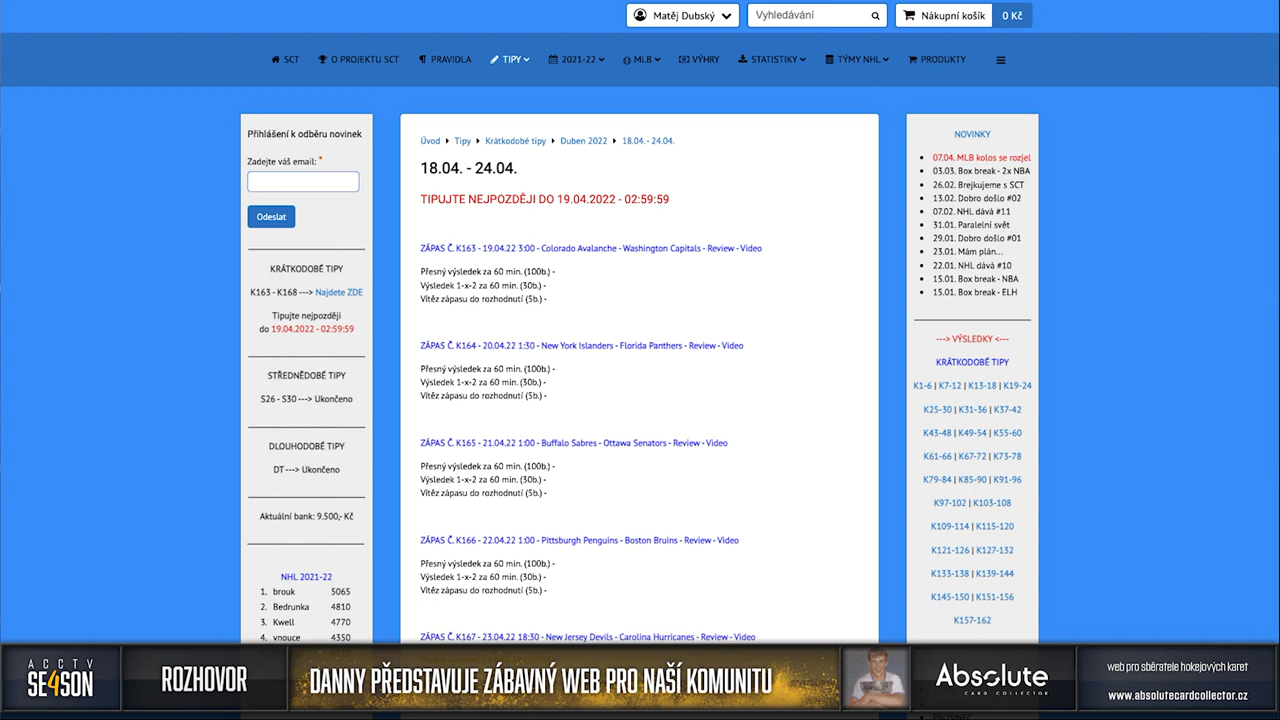 Matěj Dubský
Vyhledávání
Nákupní košík
0 Kč
SCT
O PROJEKTU SCT
PRAVIDLA
TIPY
2021-22
MLB
VÝHRY
STATISTIKY
TÝMY NHL
PRODUKTY
Přihlášení k odběru novinek
Zadejte váš email: *
Odeslat
KRÁTKODOBÉ TIPY
K163 - K168 ---> Najdete ZDE
Tipujte nejpozději
do 19.04.2022 - 02:59:59
STŘEDNĚDOBÉ TIPY
S26 - S30 ---> Ukončeno
DLOUHODOBÉ TIPY
DT ---> Ukončeno
Aktuální bank: 9.500,- Kč
NHL 2021-22
1. brouk 5065
2. Bedrunka 4810
3. Kwell 4770
4. vnouce 4350
Úvod Tipy Krátkodobé tipy Duben 2022 18.04. - 24.04.
18.04. - 24.04.
TIPUJTE NEJPOZDĚJI DO 19.04.2022 - 02:59:59
ZÁPAS Č. K163 - 19.04.22 3:00 - Colorado Avalanche - Washington Capitals - Review - Video
Přesný výsledek za 60 min. (100b.) -
Výsledek 1-x-2 za 60 min. (30b.) -
Vítěz zápasu do rozhodnutí (5b.) -
ZÁPAS Č. K164 - 20.04.22 1:30 - New York Islanders - Florida Panthers - Review - Video
Přesný výsledek za 60 min. (100b.) -
Výsledek 1-x-2 za 60 min. (30b.) -
Vítěz zápasu do rozhodnutí (5b.) -
ZÁPAS Č. K165 - 21.04.22 1:00 - Buffalo Sabres - Ottawa Senators - Review - Video
Přesný výsledek za 60 min. (100b.) -
Výsledek 1-x-2 za 60 min. (30b.) -
Vítěz zápasu do rozhodnutí (5b.) -
ZÁPAS Č. K166 - 22.04.22 1:00 - Pittsburgh Penguins - Boston Bruins - Review - Video
Přesný výsledek za 60 min. (100b.) -
Výsledek 1-x-2 za 60 min. (30b.) -
Vítěz zápasu do rozhodnutí (5b.) -
ZÁPAS Č. K167 - 23.04.22 18:30 - New Jersey Devils - Carolina Hurricanes - Review - Video
NOVINKY
07.04. MLB kolos se rozjel
03.03. Box break - 2x NBA
26.02. Brejkujeme s SCT
13.02. Dobro došlo #02
07.02. NHL dává #11
31.01. Paralelní svět
29.01. Dobro došlo #01
23.01. Mám plán...
22.01. NHL dává #10
15.01. Box break - NBA
15.01. Box break - ELH
---> VÝSLEDKY <---
KRÁTKODOBÉ TIPY
K1-6 | K7-12 | K13-18 | K19-24
K25-30 | K31-36 | K37-42
K43-48 | K49-54 | K55-60
K61-66 | K67-72 | K73-78
K79-84 | K85-90 | K91-96
K97-102 | K103-108
K109-114 | K115-120
K121-126 | K127-132
K133-138 | K139-144
K145-150 | K151-156
K157-162
ACCTV
SE4SON
ROZHOVOR
DANNY PŘEDSTAVUJE ZÁBAVNÝ WEB PRO NAŠÍ KOMUNITU
Absolute
CARD COLLECTOR
web pro sběratele hokejových karet
www.absolutecardcollector.cz